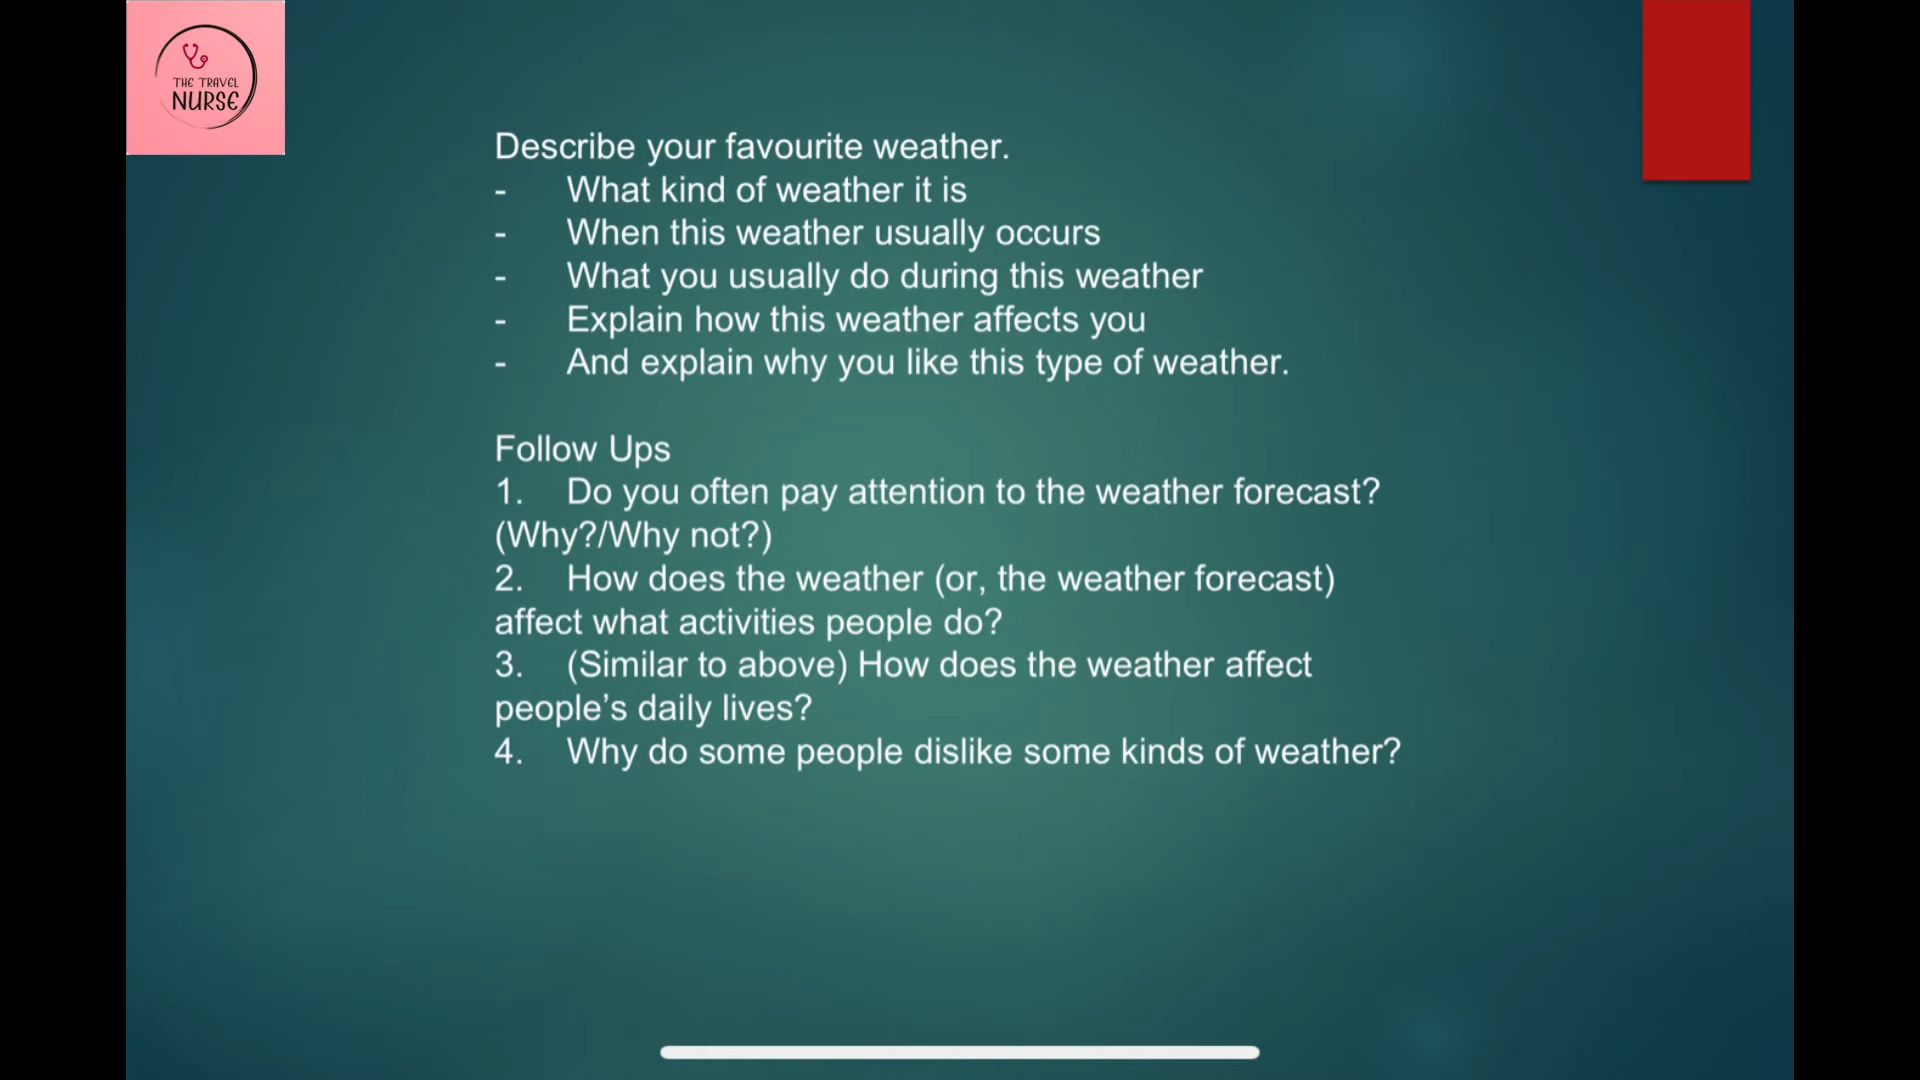 THE TRAVEL
NURSE
Describe your favourite weather.
- What kind of weather it is
- When this weather usually occurs
- What you usually do during this weather
- Explain how this weather affects you
- And explain why you like this type of weather.
Follow Ups
1. Do you often pay attention to the weather forecast?
(Why?/Why not?)
2. How does the weather (or, the weather forecast)
affect what activities people do?
3. (Similar to above) How does the weather affect
people’s daily lives?
4. Why do some people dislike some kinds of weather?